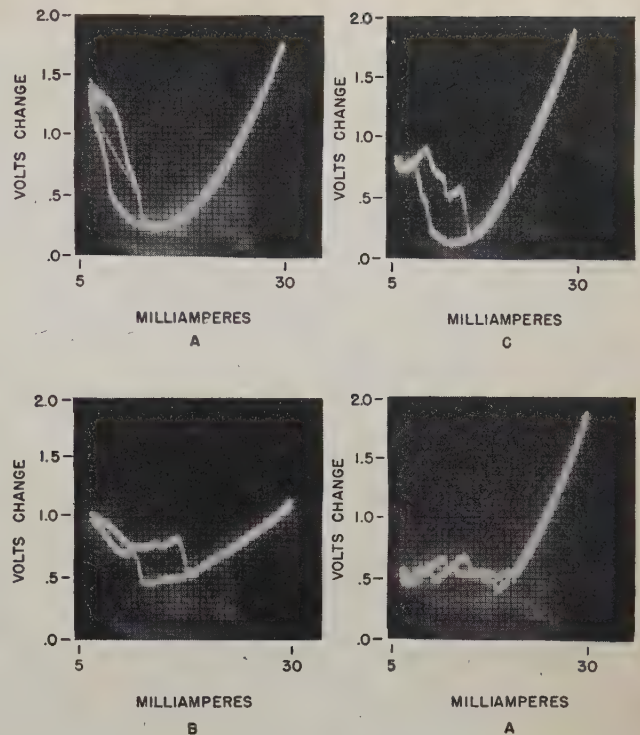 2.0-
1.5-
1.0-
.5-
.0-
VOLTS CHANGE
5
30
MILLIAMPERES
A
2.0-
1.5-
1.0-
.5-
.0-
VOLTS CHANGE
5
30
MILLIAMPERES
C
2.0-
1.5-
1.0-
.5-
.0-
VOLTS CHANGE
5
30
MILLIAMPERES
B
2.0-
1.5-
1.0-
.5-
.0-
VOLTS CHANGE
5
30
MILLIAMPERES
A